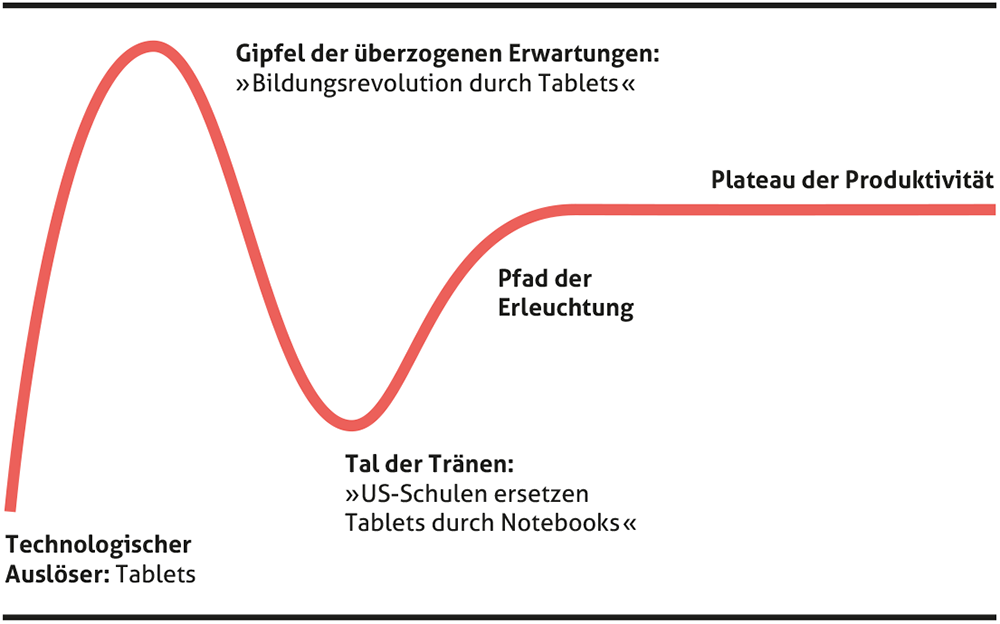 Gipfel der überzogenen Erwartungen:
»Bildungsrevolution durch Tablets«
Plateau der Produktivität
Pfad der
Erleuchtung
Tal der Tränen:
»US-Schulen ersetzen
Tablets durch Notebooks«
Technologischer
Auslöser: Tablets